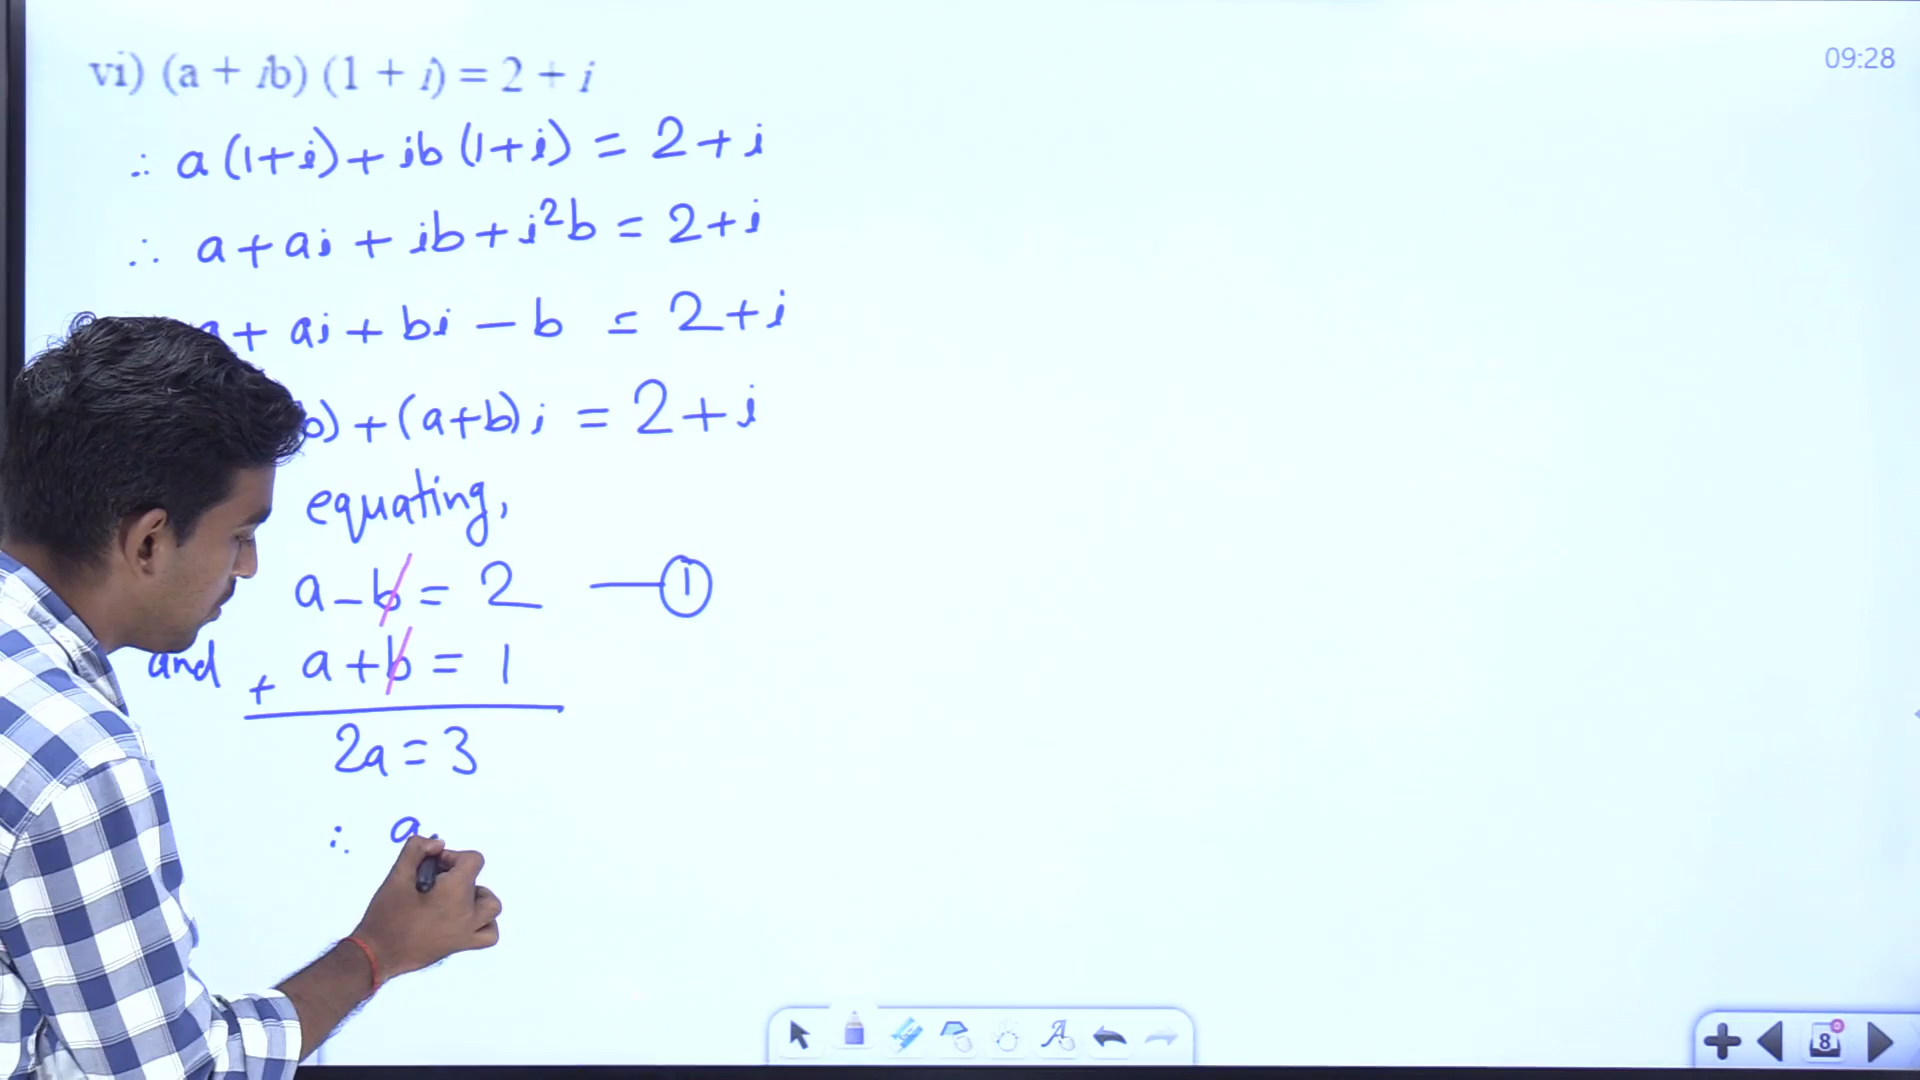 vi) (a + ib) (1 + i) = 2 + i
09:28
∴ a (1+i) + ib (1+i) = 2+i
∴ a + ai + ib + i²b = 2+i
a + ai + bi - b = 2+i
b) + (a+b) i = 2+i
equating,
a - b = 2 — ①
and + a + b = 1
2a = 3
∴ a
8